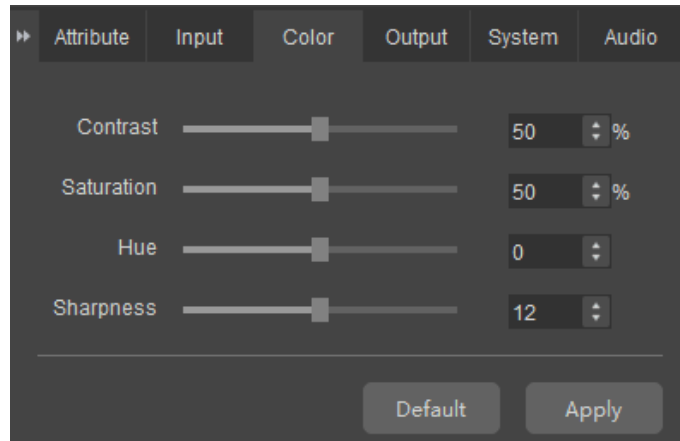 Attribute Input Color Output System Audio
Contrast 50 %
Saturation 50 %
Hue 0
Sharpness 12
Default Apply